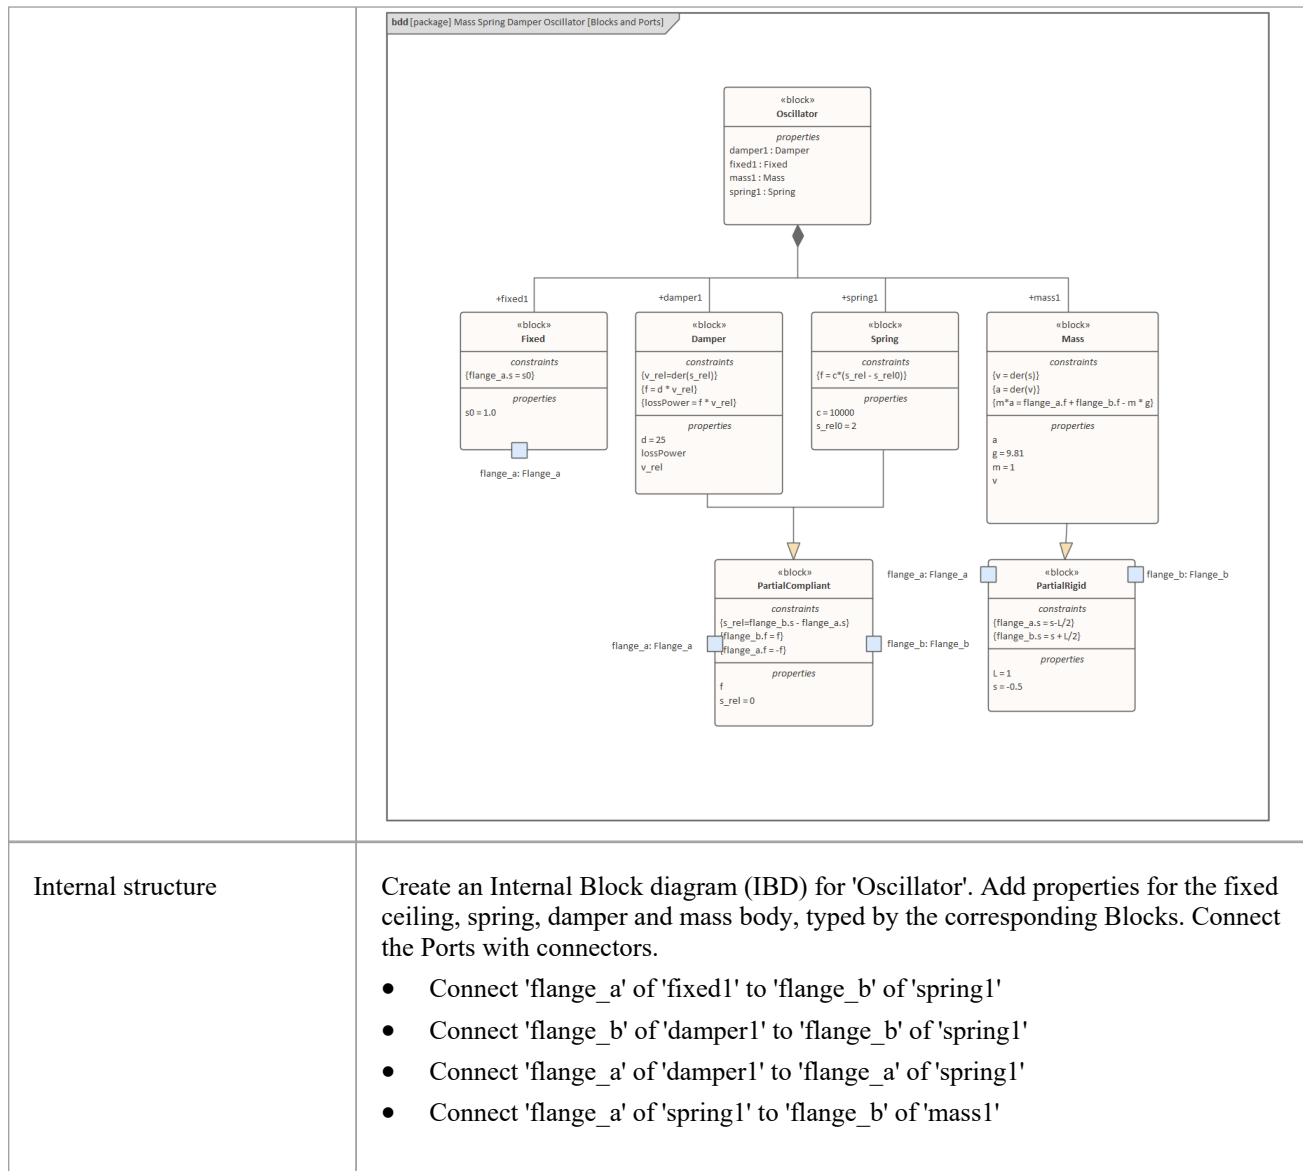 bdd [package] Mass Spring Damper Oscillator [Blocks and Ports]
«block»
Oscillator
properties
damper1 : Damper
fixed1 : Fixed
mass1 : Mass
spring1 : Spring
+fixed1
+damper1
+spring1
+mass1
«block»
Fixed
constraints
{flange_a.s = s0}
properties
s0 = 1.0
flange_a: Flange_a
«block»
Damper
constraints
{v_rel=der(s_rel)}
{f = d * v_rel}
{lossPower = f * v_rel}
properties
d = 25
lossPower
v_rel
«block»
Spring
constraints
{f = c*(s_rel - s_rel0)}
properties
c = 10000
s_rel0 = 2
«block»
Mass
constraints
{v = der(s)}
{a = der(v)}
{m*a = flange_a.f + flange_b.f - m * g}
properties
a
g = 9.81
m = 1
v
«block»
PartialCompliant
constraints
{s_rel=flange_b.s - flange_a.s}
{flange_b.f = f}
{flange_a.f = -f}
properties
f
s_rel = 0
flange_a: Flange_a
flange_b: Flange_b
flange_a: Flange_a
«block»
PartialRigid
constraints
{flange_a.s = s-L/2}
{flange_b.s = s + L/2}
properties
L = 1
s = -0.5
flange_b: Flange_b
Internal structure
Create an Internal Block diagram (IBD) for 'Oscillator'. Add properties for the fixed
ceiling, spring, damper and mass body, typed by the corresponding Blocks. Connect
the Ports with connectors.
• Connect 'flange_a' of 'fixed1' to 'flange_b' of 'spring1'
• Connect 'flange_b' of 'damper1' to 'flange_b' of 'spring1'
• Connect 'flange_a' of 'damper1' to 'flange_a' of 'spring1'
• Connect 'flange_a' of 'spring1' to 'flange_b' of 'mass1'